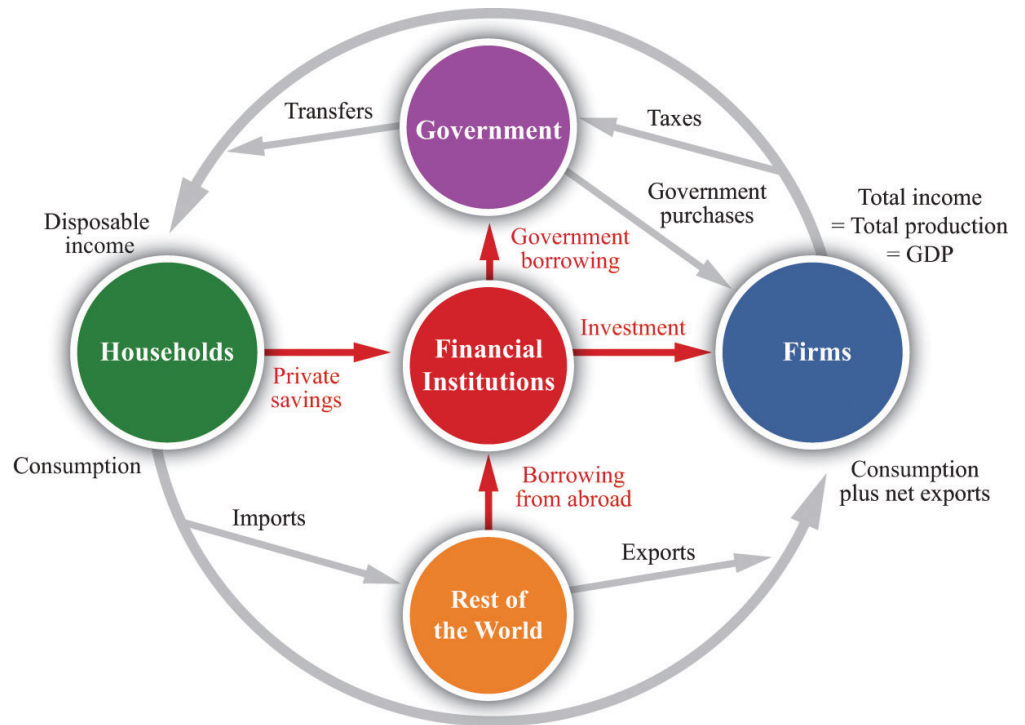 Transfers
Government
Taxes
Government
purchases
Total income
= Total production
= GDP
Disposable
income
Government
borrowing
Households
Private
savings
Financial
Institutions
Investment
Firms
Consumption
Borrowing
from abroad
Consumption
plus net exports
Imports
Exports
Rest of
the World